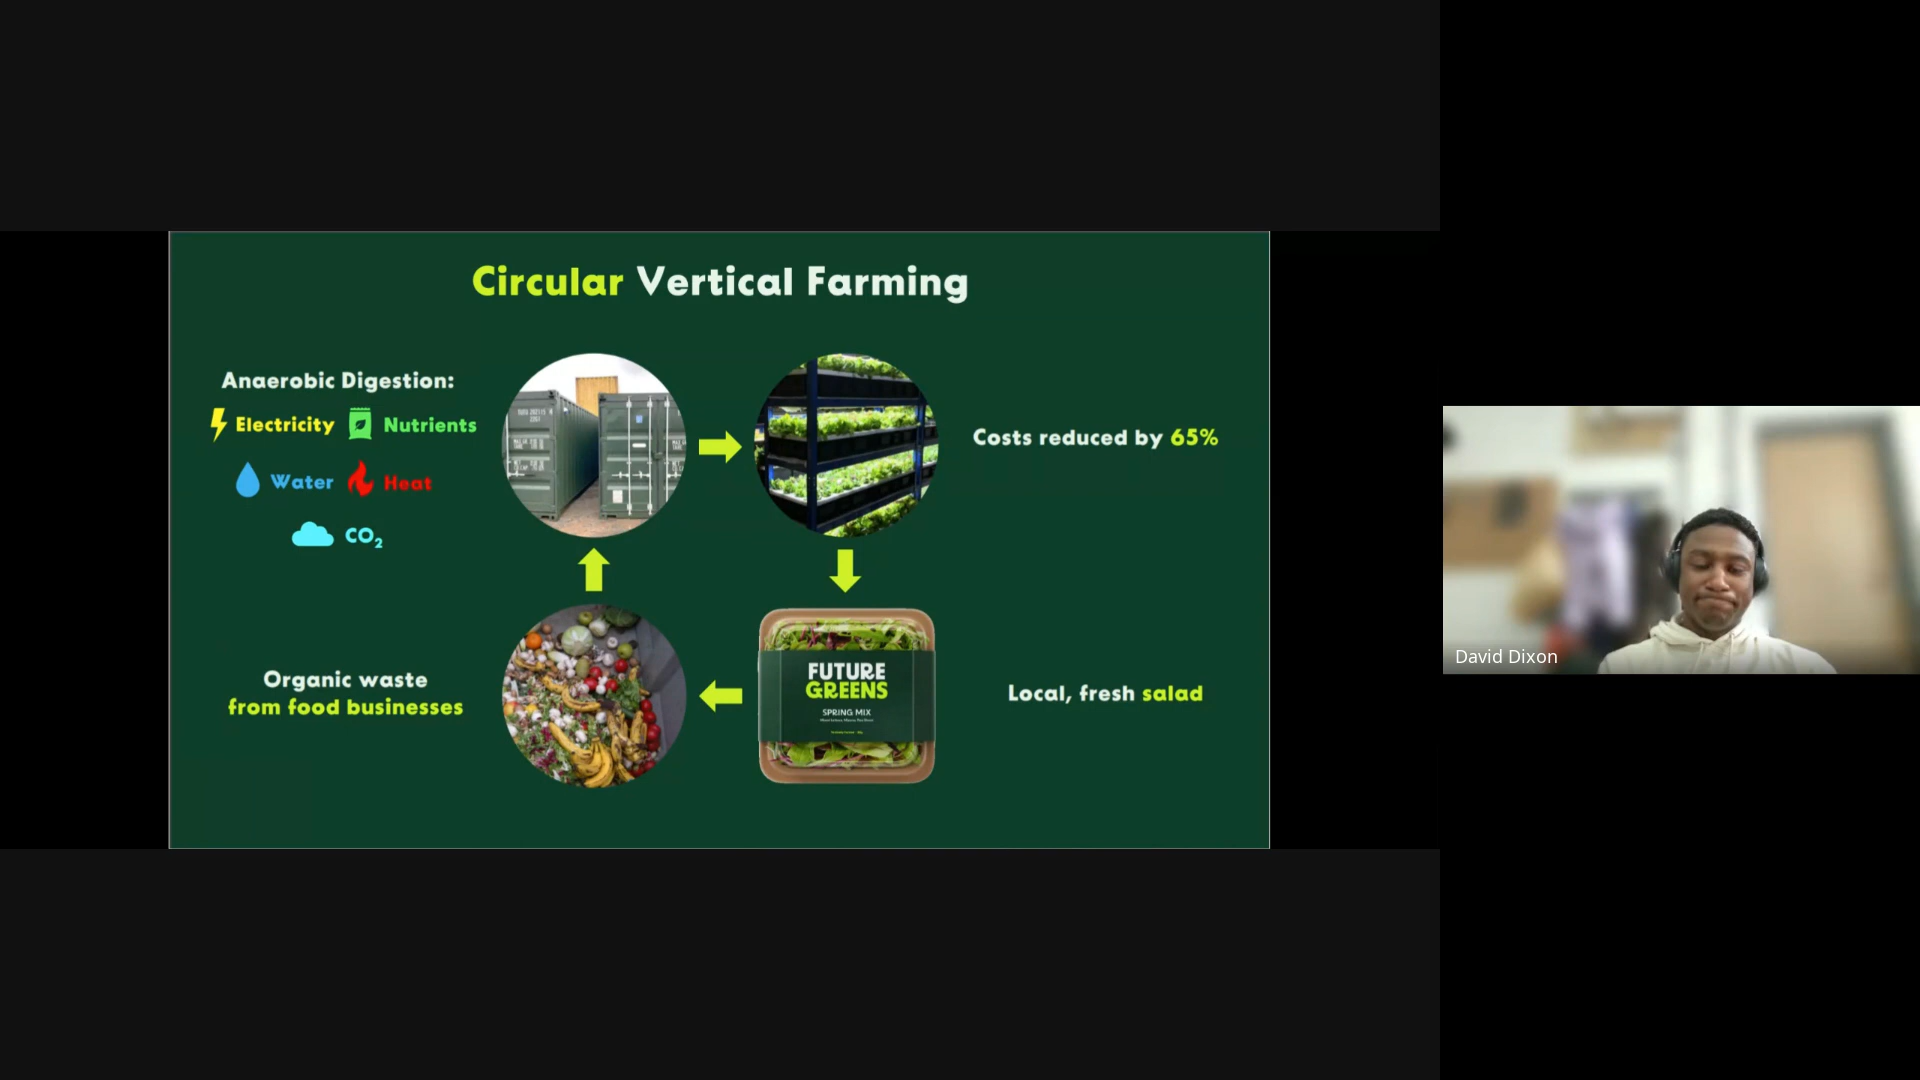 Circular Vertical Farming
Anaerobic Digestion:
Electricity
Nutrients
Water
Heat
CO₂
Costs reduced by 65%
Organic waste
from food businesses
FUTURE
GREENS
SPRING MIX
Local, fresh salad
David Dixon